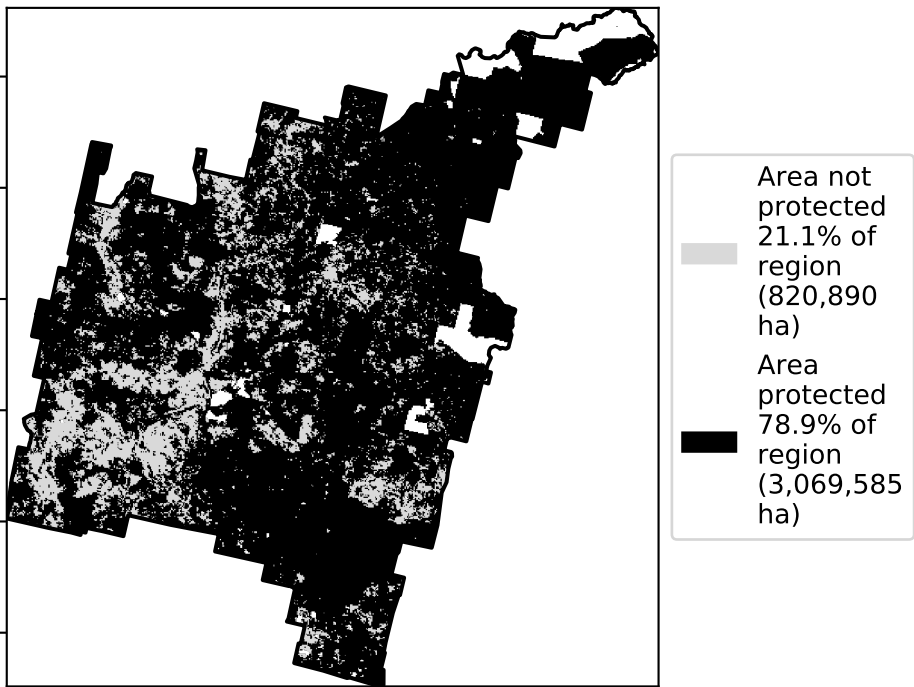 Area not
protected
21.1% of
region
(820,890
ha)
Area
protected
78.9% of
region
(3,069,585
ha)